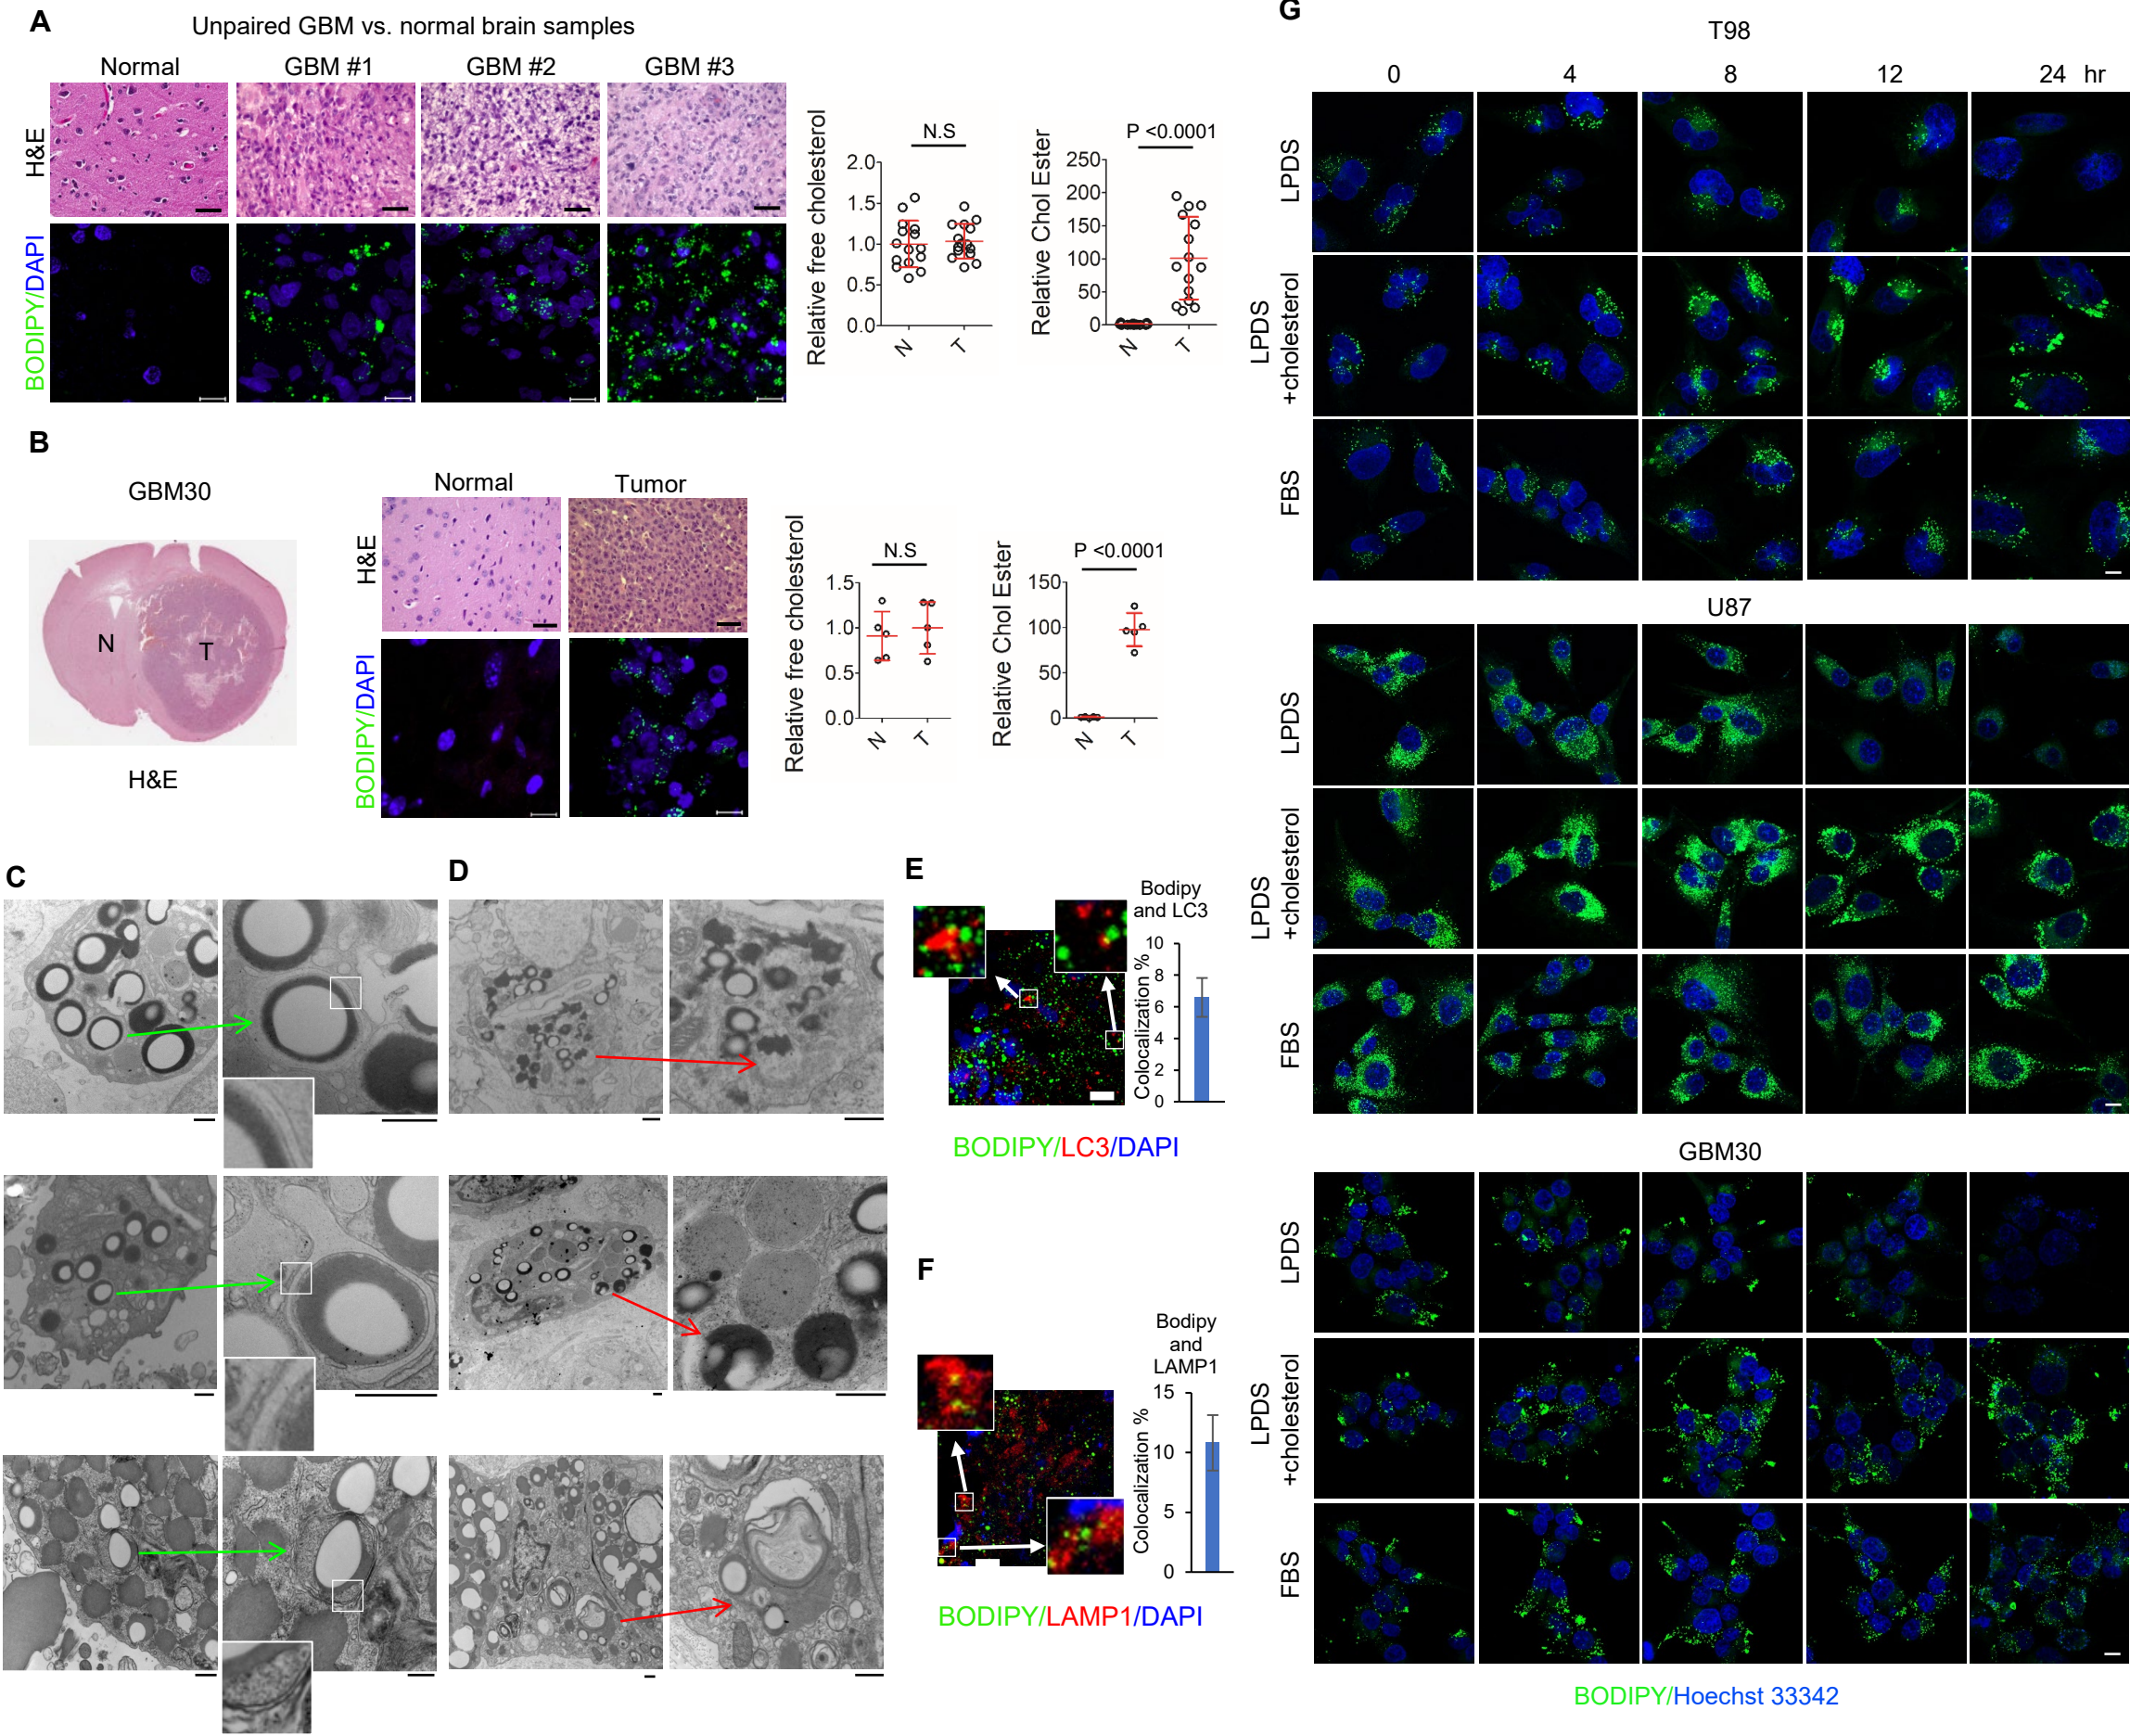 A
Unpaired GBM vs. normal brain samples
Normal
GBM #1
GBM #2
GBM #3
H&E
BODIPY/DAPI
Relative free cholesterol
N.S
2.0
1.5
1.0
0.5
0.0
N
T
Relative Chol Ester
P <0.0001
250
200
150
100
50
0
N
T
B
GBM30
N
T
H&E
Normal
Tumor
H&E
BODIPY/DAPI
Relative free cholesterol
N.S
1.5
1.0
0.5
0.0
N
T
Relative Chol Ester
P <0.0001
150
100
50
0
N
T
C
D
E
Bodipy
and LC3
Colocalization %
10
8
6
4
2
0
BODIPY/LC3/DAPI
F
Bodipy
and
LAMP1
Colocalization %
15
10
5
0
BODIPY/LAMP1/DAPI
G
T98
0
4
8
12
24 hr
LPDS
LPDS
+cholesterol
FBS
U87
LPDS
LPDS
+cholesterol
FBS
GBM30
LPDS
LPDS
+cholesterol
FBS
BODIPY/Hoechst 33342